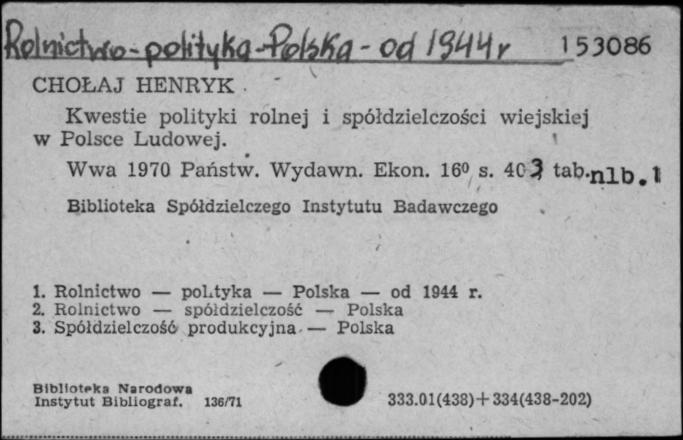 Rolnictwo-polityka-Polska-od 1944r 153086
CHOŁAJ HENRYK
Kwestie polityki rolnej i spółdzielczości wiejskiej
w Polsce Ludowej.
Wwa 1970 Państw. Wydawn. Ekon. 16⁰ s. 403 tab.nlb.1
Biblioteka Spółdzielczego Instytutu Badawczego
1. Rolnictwo — polityka — Polska — od 1944 r.
2. Rolnictwo — spółdzielczość — Polska
3. Spółdzielczość produkcyjna — Polska
Biblioteka Narodowa
Instytut Bibliograf. 136/71 333.01(438)+334(438-202)